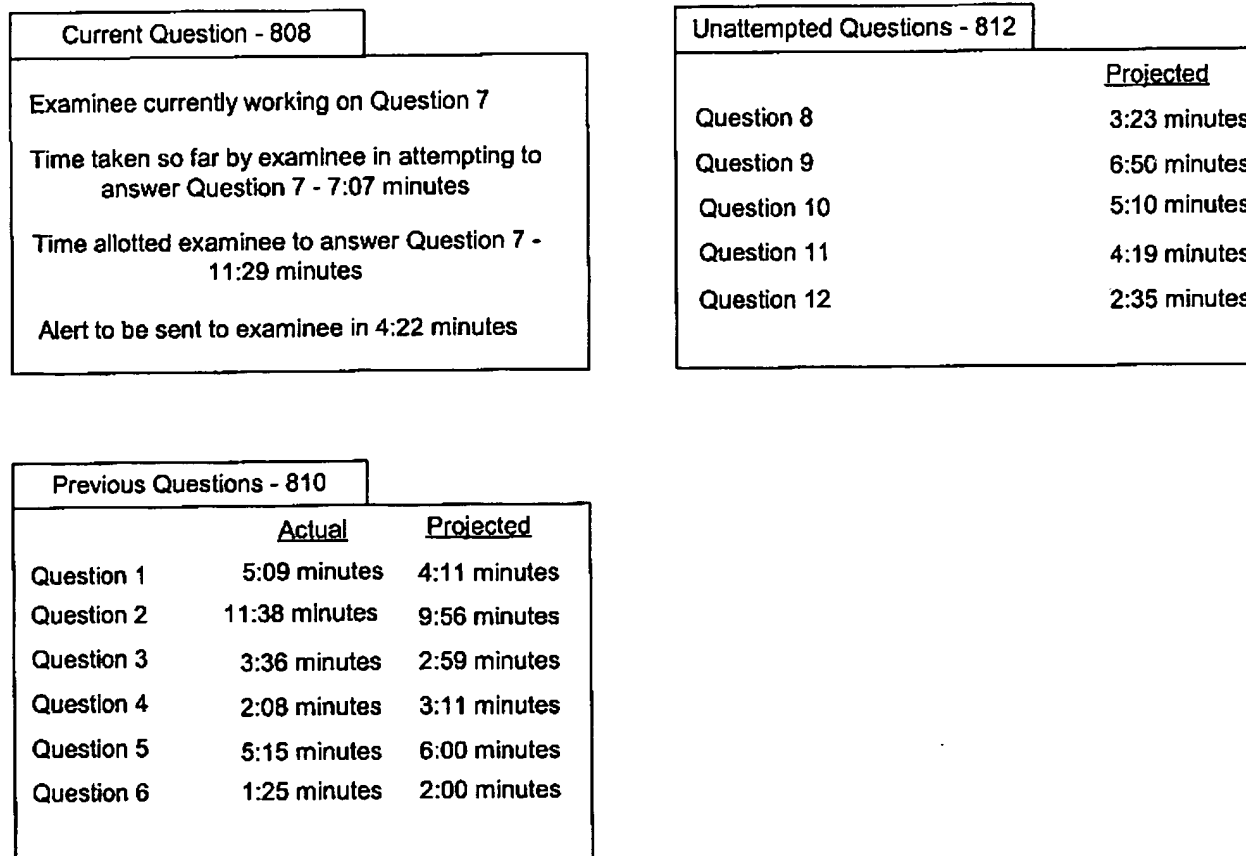 Current Question - 808
Examinee currently working on Question 7
Time taken so far by examinee in attempting to
answer Question 7 - 7:07 minutes
Time allotted examinee to answer Question 7 -
11:29 minutes
Alert to be sent to examinee in 4:22 minutes
Unattempted Questions - 812
Projected
Question 8 3:23 minutes
Question 9 6:50 minutes
Question 10 5:10 minutes
Question 11 4:19 minutes
Question 12 2:35 minutes
Previous Questions - 810
Actual Projected
Question 1 5:09 minutes 4:11 minutes
Question 2 11:38 minutes 9:56 minutes
Question 3 3:36 minutes 2:59 minutes
Question 4 2:08 minutes 3:11 minutes
Question 5 5:15 minutes 6:00 minutes
Question 6 1:25 minutes 2:00 minutes